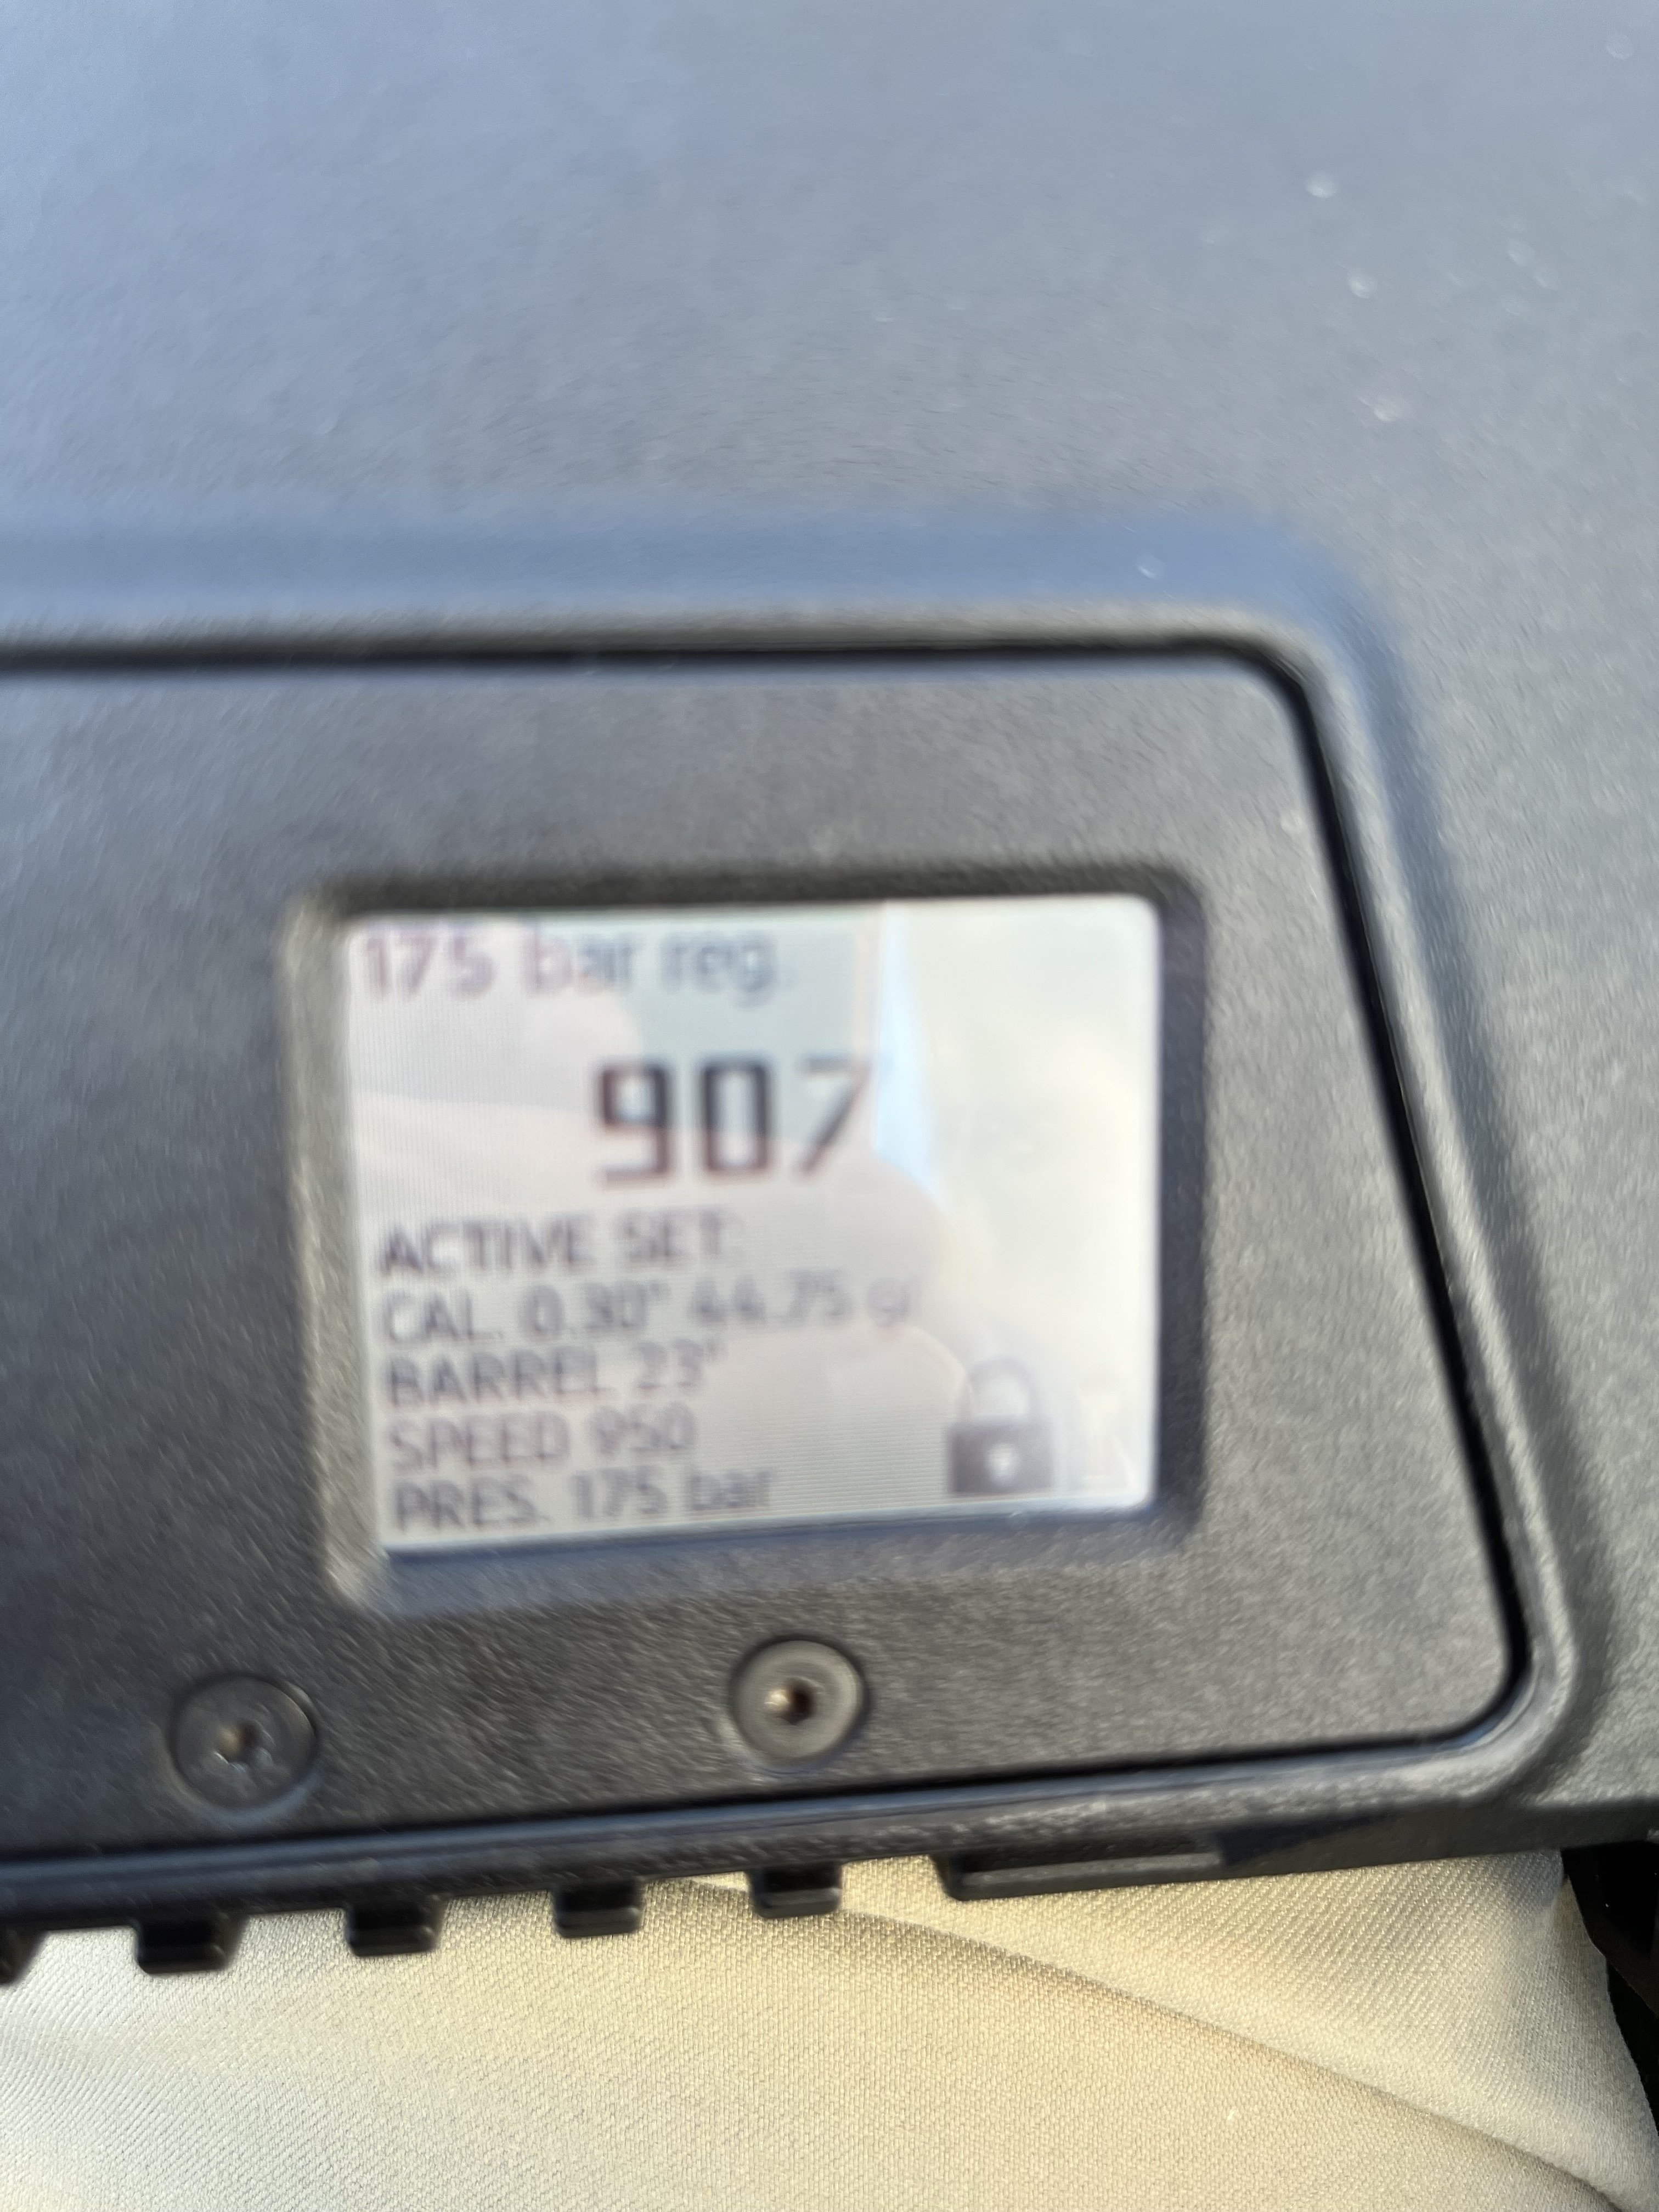 175 bar reg.
907
ACTIVE SET:
CAL. 0.30" 44.75 gr
BARREL 23"
SPEED 950
PRES. 175 bar